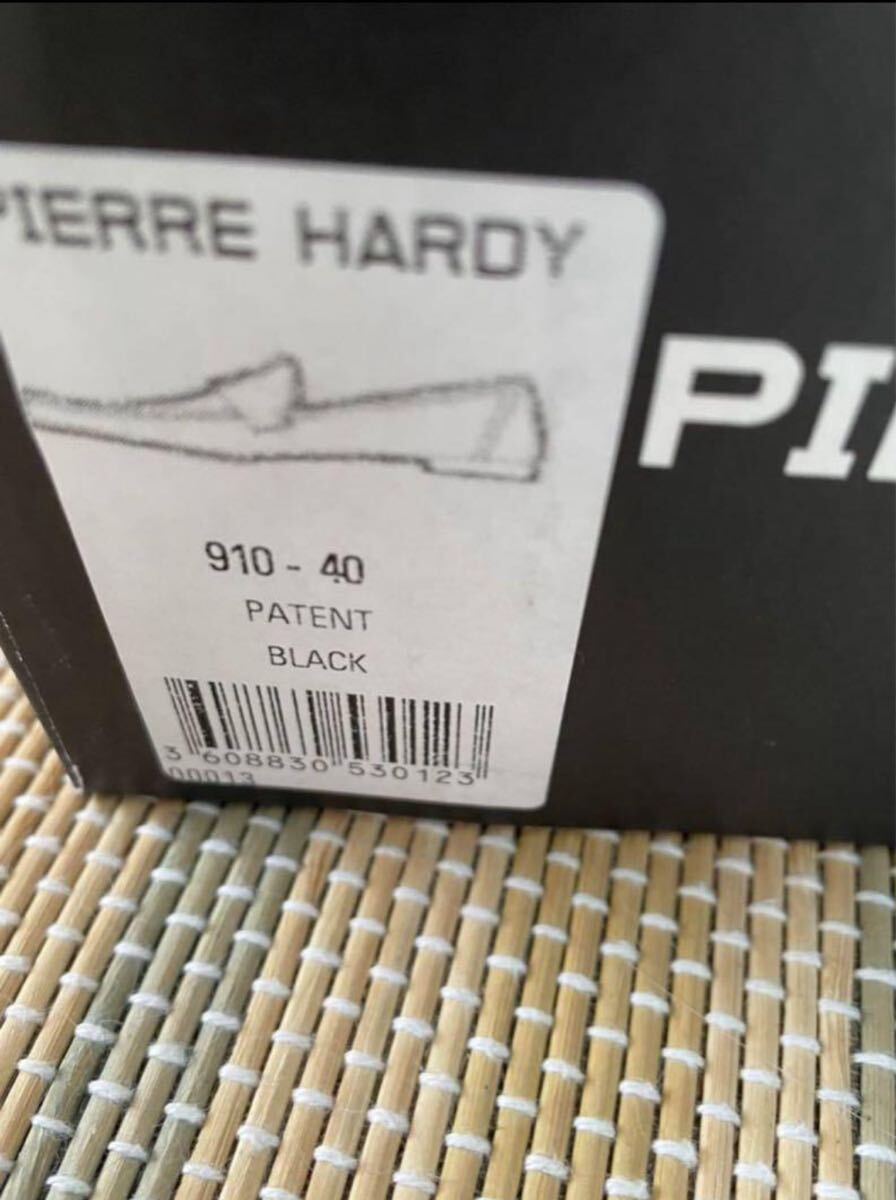 PIERRE HARDY
PI
910 - 40
PATENT
BLACK
3 608830 530123
00013